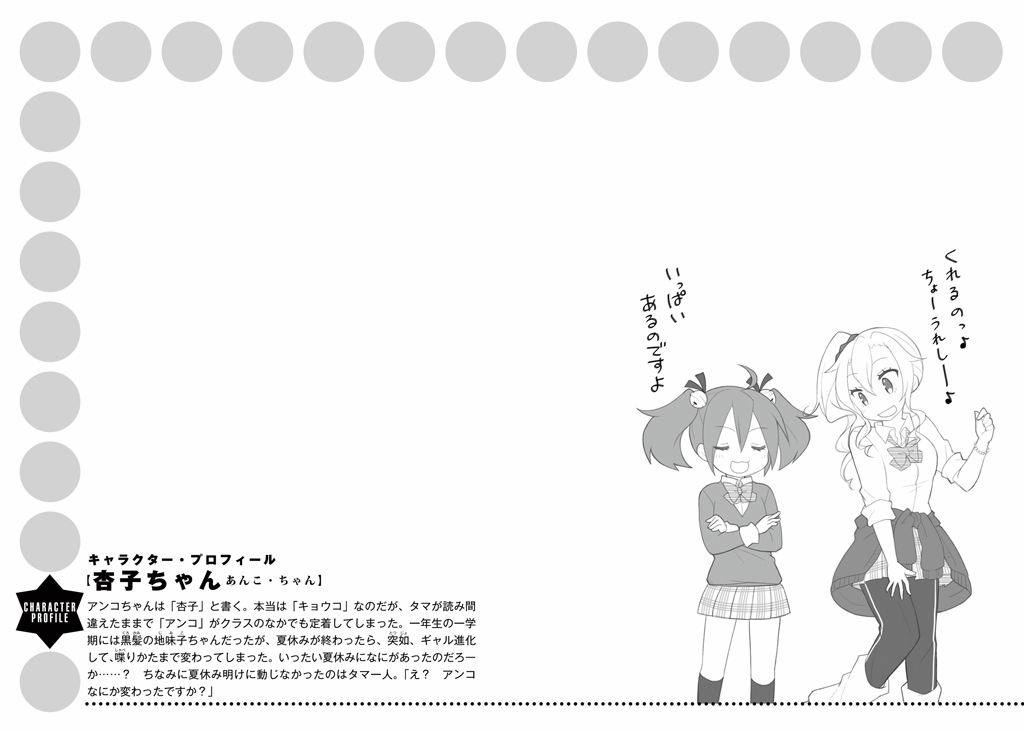 くれるのっ♪
ちょーうれしーーっ♪
いっぱい
あるのですよ
キャラクター・プロフィール
【杏子ちゃん あんこ・ちゃん】
CHARACTER
PROFILE
アンコちゃんは「杏子」と書く。本当は「キョウコ」なのだが、タマが読み間
違えたままで「アンコ」がクラスのなかでも定着してしまった。一年生の一学
期には黒髪の地味子ちゃんだったが、夏休みが終わったら、突如、ギャル進化
して、喋りかたまで変わってしまった。いったい夏休みになにがあったのだろー
か……？　ちなみに夏休み明けに動じなかったのはタマ一人。「え？　アンコ
なにか変わったですか？」